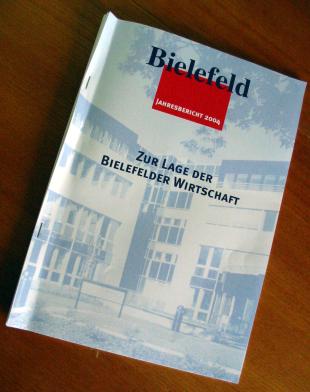 Bielefeld
JAHRESBERICHT 2004
ZUR LAGE DER
BIELEFELDER WIRTSCHAFT